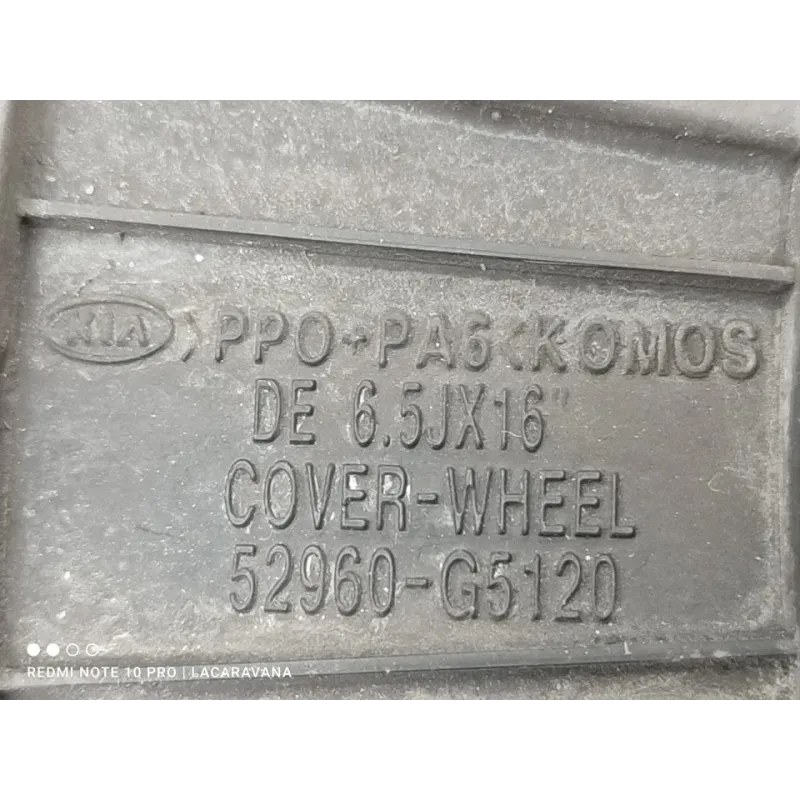 KIA >PPO+PA6< KOMOS
DE 6.5JX16"
COVER-WHEEL
52960-G5120
REDMI NOTE 10 PRO | LACARAVANA